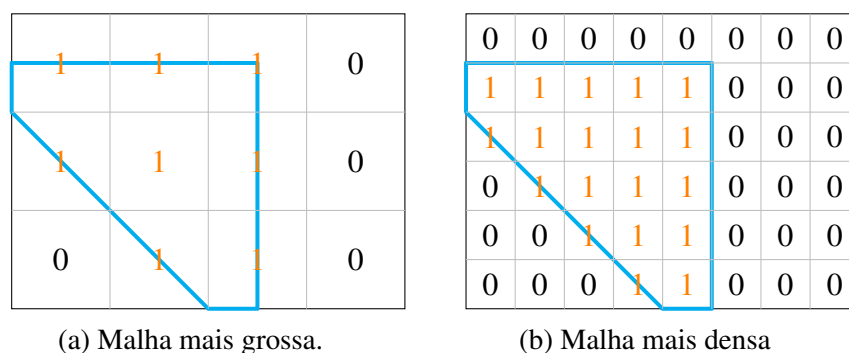 1 1 1 0
1 1 1 0
0 1 1 0
(a) Malha mais grossa.
0 0 0 0 0 0 0 0
1 1 1 1 1 0 0 0
1 1 1 1 1 0 0 0
0 1 1 1 1 0 0 0
0 0 1 1 1 0 0 0
0 0 0 1 1 0 0 0
(b) Malha mais densa